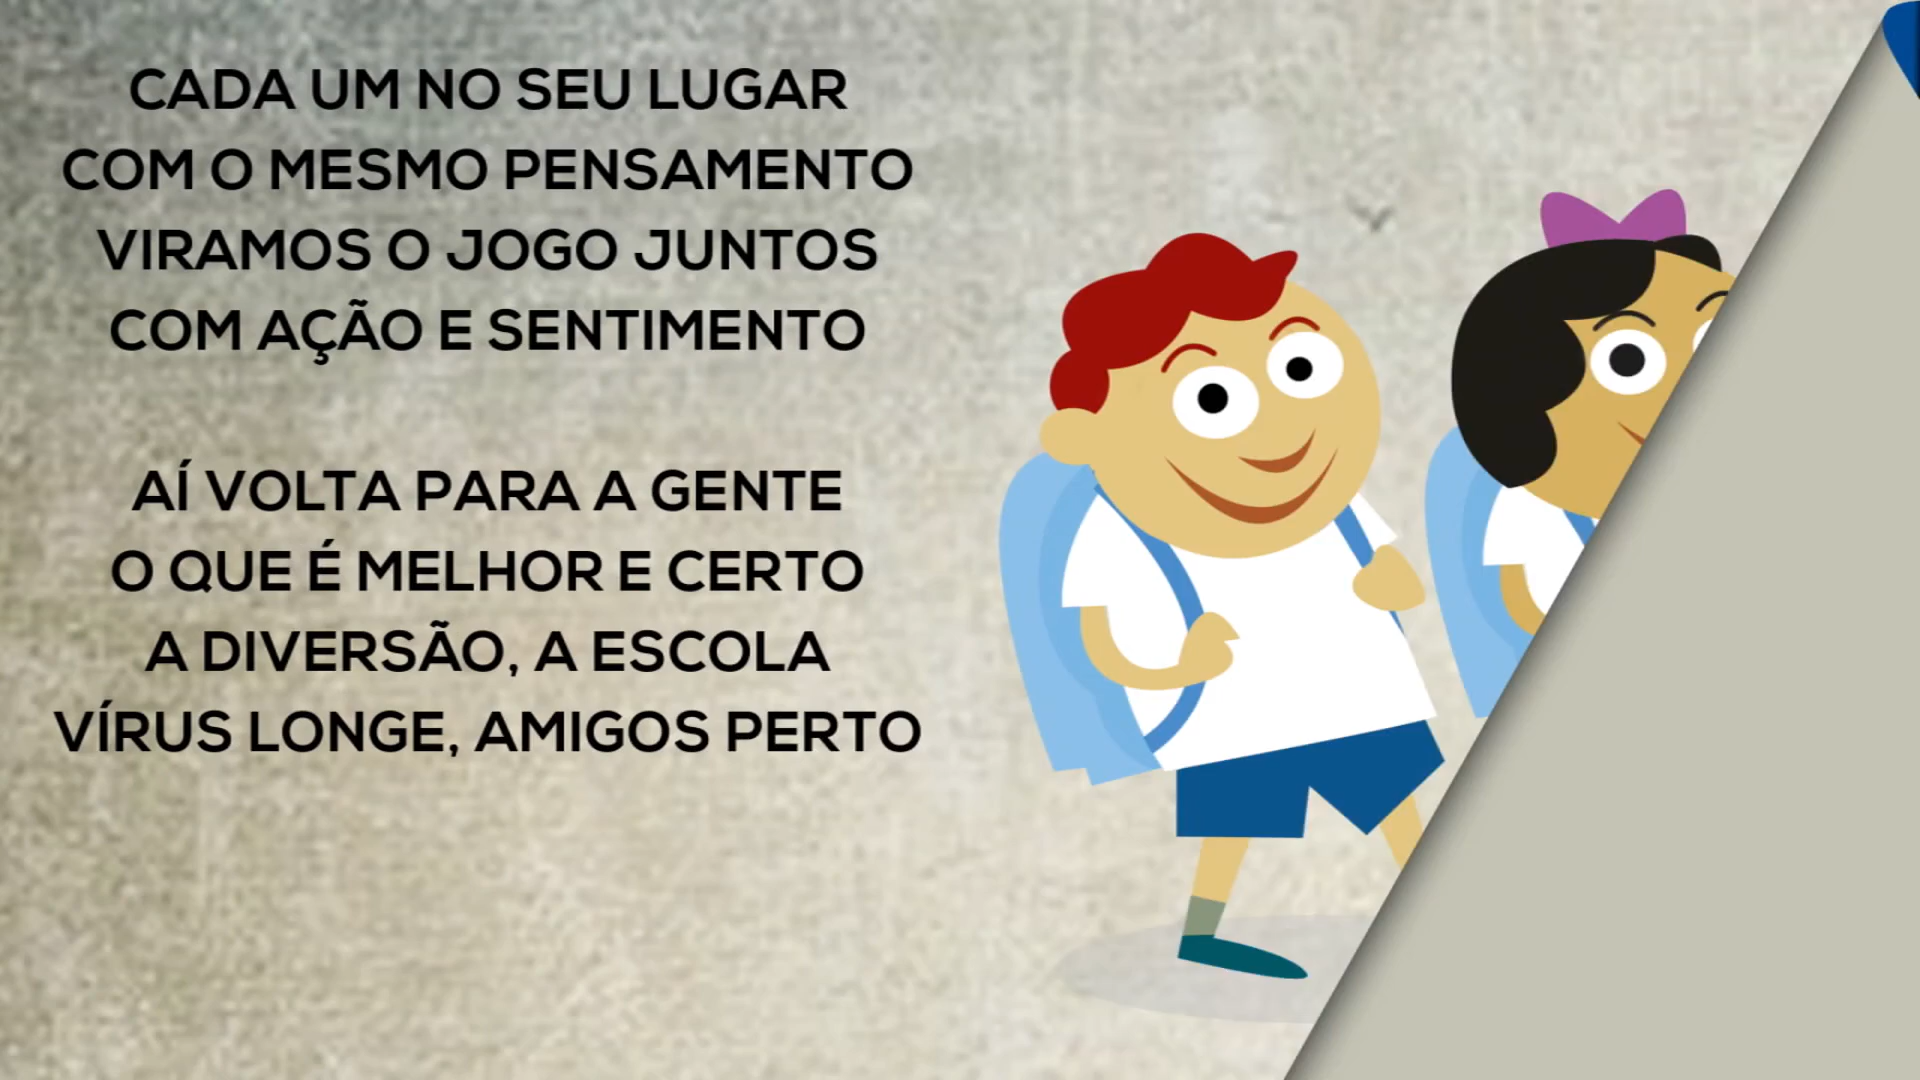 CADA UM NO SEU LUGAR
COM O MESMO PENSAMENTO
VIRAMOS O JOGO JUNTOS
COM AÇÃO E SENTIMENTO
AÍ VOLTA PARA A GENTE
O QUE É MELHOR E CERTO
A DIVERSÃO, A ESCOLA
VÍRUS LONGE, AMIGOS PERTO